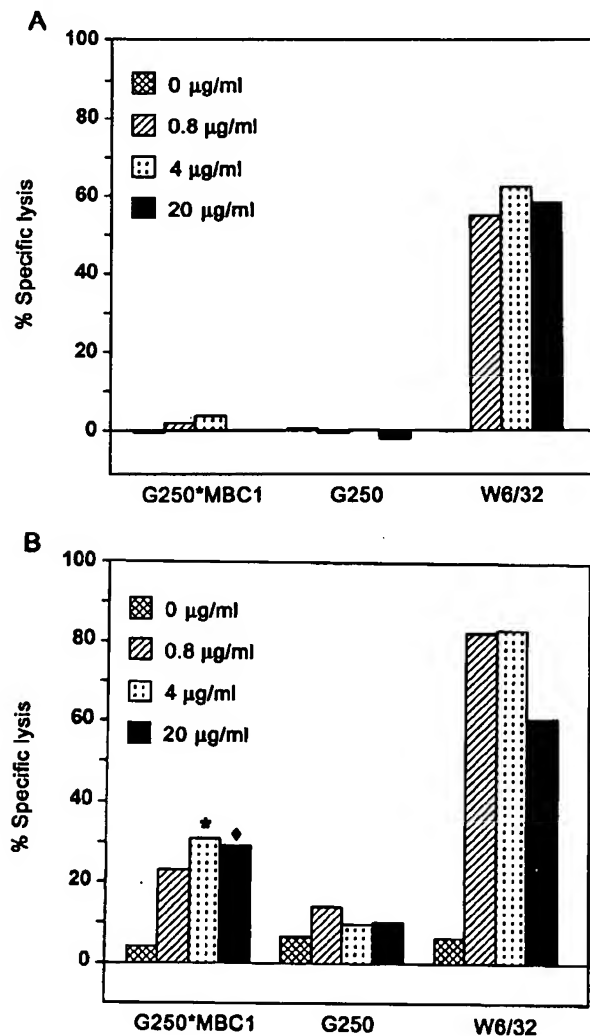 A
100
80
60
40
20
0
% Specific lysis
0 µg/ml
0.8 µg/ml
4 µg/ml
20 µg/ml
G250*MBC1 G250 W6/32
B
100
80
60
40
20
0
% Specific lysis
0 µg/ml
0.8 µg/ml
4 µg/ml
20 µg/ml
* ♦
G250*MBC1 G250 W6/32